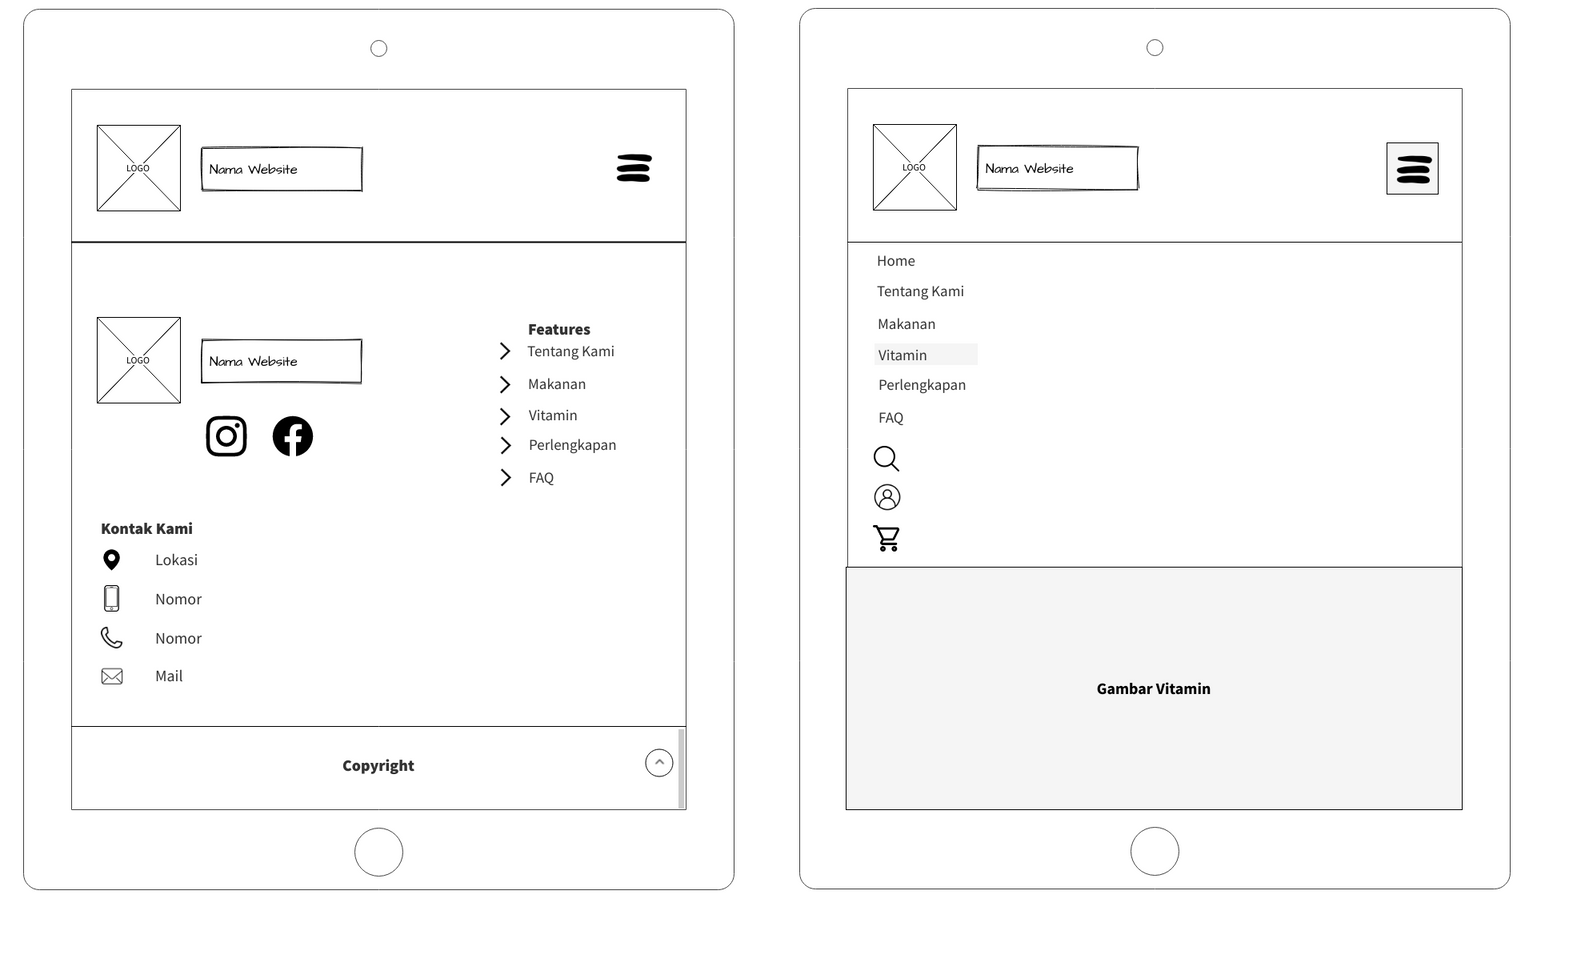 LOGO
Nama Website
LOGO
Nama Website
Features
Tentang Kami
Makanan
Vitamin
Perlengkapan
FAQ
Kontak Kami
Lokasi
Nomor
Nomor
Mail
Copyright
LOGO
Nama Website
Home
Tentang Kami
Makanan
Vitamin
Perlengkapan
FAQ
Gambar Vitamin